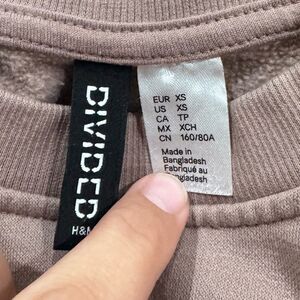 DIVIDED
H&M
EUR XS
US XS
CA TP
MX XCH
CN 160/80A
Made in
Bangladesh
Fabriqué au
Bangladesh